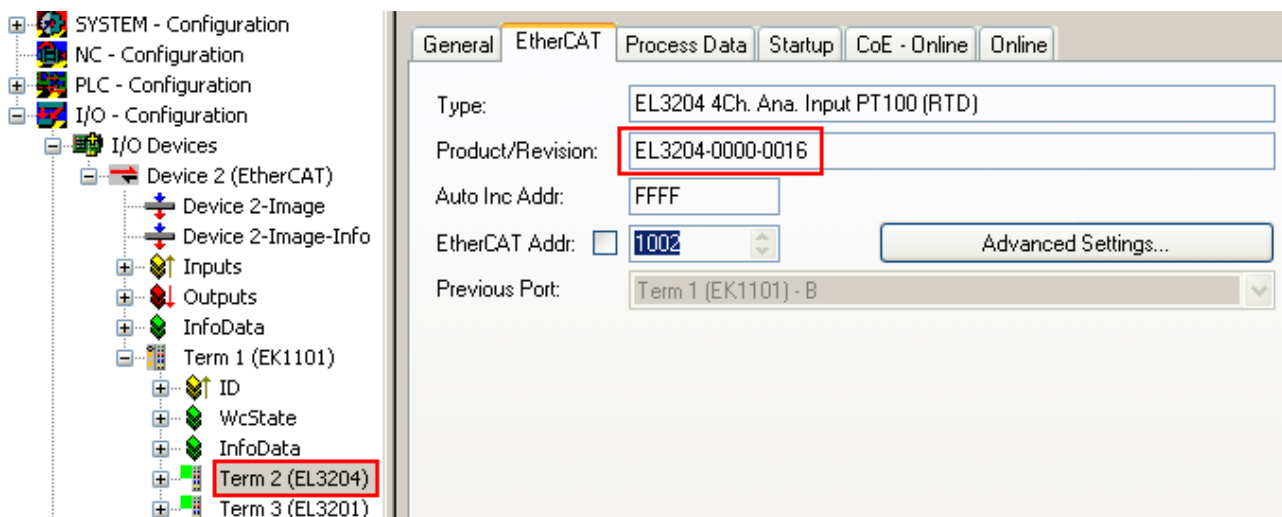 SYSTEM - Configuration
NC - Configuration
PLC - Configuration
I/O - Configuration
I/O Devices
Device 2 (EtherCAT)
Device 2-Image
Device 2-Image-Info
Inputs
Outputs
InfoData
Term 1 (EK1101)
ID
WcState
InfoData
Term 2 (EL3204)
Term 3 (EL3201)
General EtherCAT Process Data Startup CoE - Online Online
Type: EL3204 4Ch. Ana. Input PT100 (RTD)
Product/Revision: EL3204-0000-0016
Auto Inc Addr: FFFF
EtherCAT Addr: 1002 Advanced Settings...
Previous Port: Term 1 (EK1101) - B